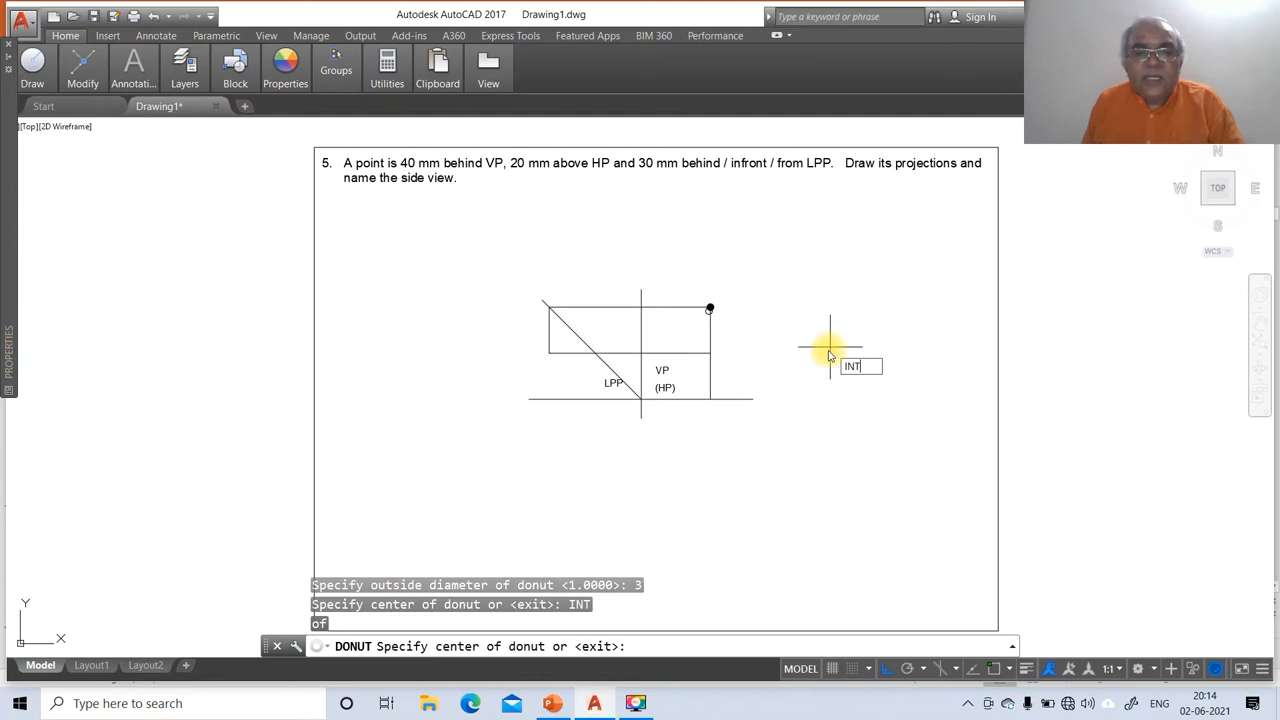 Autodesk AutoCAD 2017 Drawing1.dwg
Type a keyword or phrase
Sign In
Home Insert Annotate Parametric View Manage Output Add-ins A360 Express Tools Featured Apps BIM 360 Performance
Draw Modify Annotati... Layers Block Properties Groups Utilities Clipboard View
Start Drawing1*
[Top][2D Wireframe]
N
W TOP E
S
WCS
5. A point is 40 mm behind VP, 20 mm above HP and 30 mm behind / infront / from LPP. Draw its projections and
name the side view.
VP
LPP
(HP)
INT
PROPERTIES
Specify outside diameter of donut <1.0000>: 3
Specify center of donut or <exit>: INT
of
Y
X
DONUT Specify center of donut or <exit>:
Model Layout1 Layout2
MODEL 1:1
Type here to search
ENG
20:14
02-06-2021